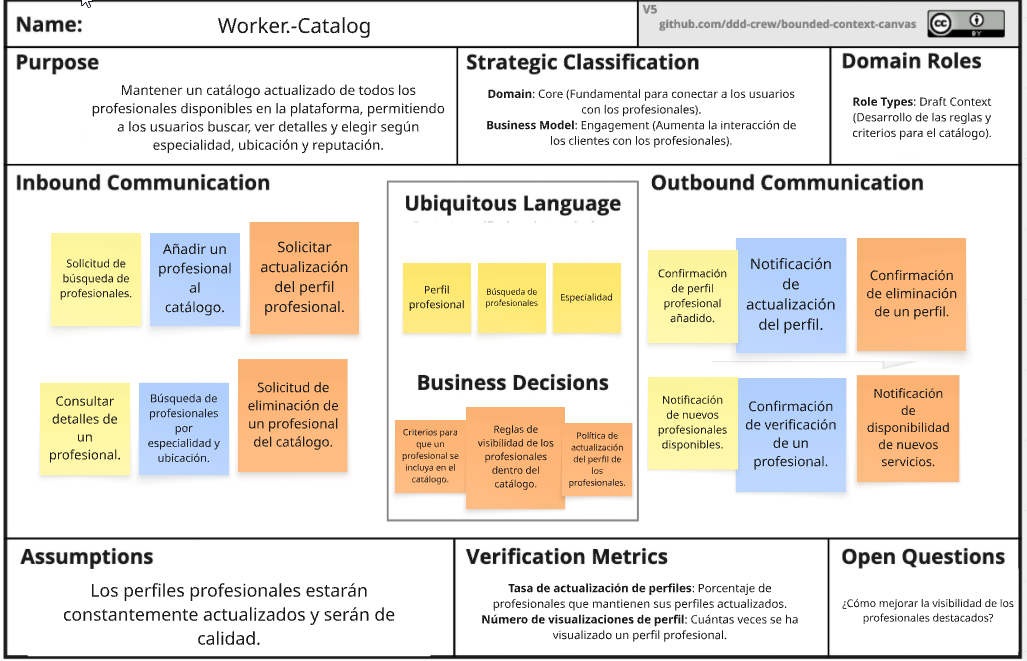 Name:
Worker.-Catalog
V5
github.com/ddd-crew/bounded-context-canvas
cc
BY
Purpose
Mantener un catálogo actualizado de todos los
profesionales disponibles en la plataforma, permitiendo
a los usuarios buscar, ver detalles y elegir según
especialidad, ubicación y reputación.
Strategic Classification
Domain: Core (Fundamental para conectar a los usuarios
con los profesionales).
Business Model: Engagement (Aumenta la interacción de
los clientes con los profesionales).
Domain Roles
Role Types: Draft Context
(Desarrollo de las reglas y
criterios para el catálogo).
Inbound Communication
Solicitud de
búsqueda de
profesionales.
Añadir un
profesional
al
catálogo.
Solicitar
actualización
del perfil
profesional.
Consultar
detalles de
un
profesional.
Búsqueda de
profesionales
por
especialidad y
ubicación.
Solicitud de
eliminación de
un profesional
del catálogo.
Ubiquitous Language
Perfil
profesional
Búsqueda de
profesionales
Especialidad
Business Decisions
Criterios para
que un
profesional se
incluya en el
catálogo.
Reglas de
visibilidad de los
profesionales
dentro del
catálogo.
Política de
actualización
del perfil de
los
profesionales.
Outbound Communication
Confirmación
de perfil
profesional
añadido.
Notificación
de
actualización
del perfil.
Confirmación
de eliminación
de un perfil.
Notificación
de nuevos
profesionales
disponibles.
Confirmación
de verificación
de un
profesional.
Notificación
de
disponibilidad
de nuevos
servicios.
Assumptions
Los perfiles profesionales estarán
constantemente actualizados y serán de
calidad.
Verification Metrics
Tasa de actualización de perfiles: Porcentaje de
profesionales que mantienen sus perfiles actualizados.
Número de visualizaciones de perfil: Cuántas veces se ha
visualizado un perfil profesional.
Open Questions
¿Cómo mejorar la visibilidad de los
profesionales destacados?